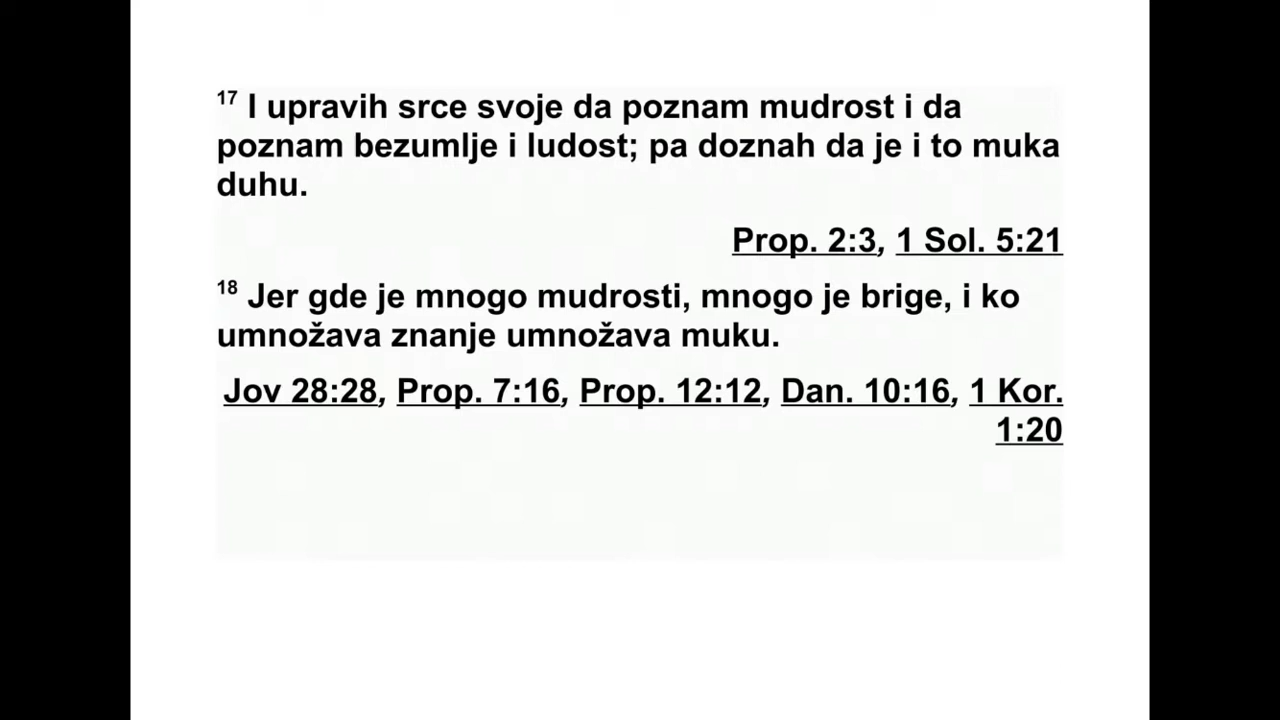 17 I upravih srce svoje da poznam mudrost i da
poznam bezumlje i ludost; pa doznah da je i to muka
duhu.
Prop. 2:3, 1 Sol. 5:21
18 Jer gde je mnogo mudrosti, mnogo je brige, i ko
umnožava znanje umnožava muku.
Jov 28:28, Prop. 7:16, Prop. 12:12, Dan. 10:16, 1 Kor.
1:20